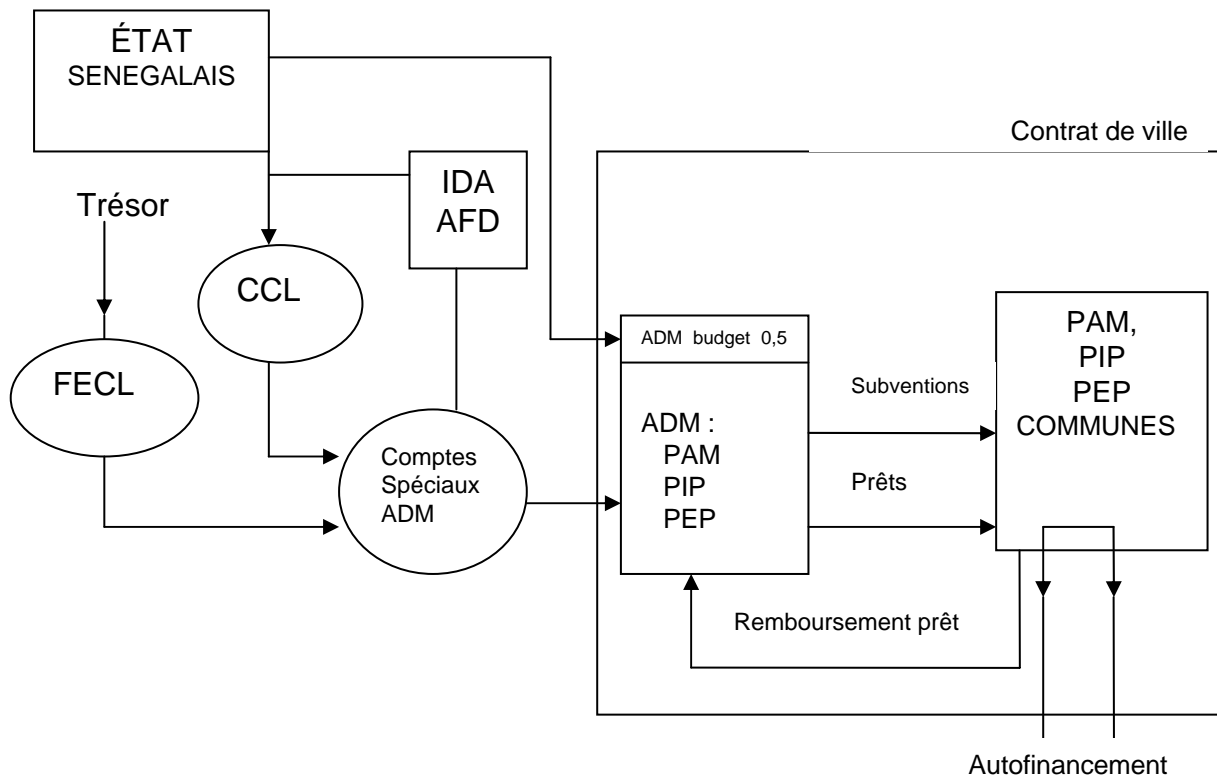 ÉTAT
SENEGALAIS
Contrat de ville
Trésor
IDA
AFD
CCL
FECL
Comptes
Spéciaux
ADM
ADM budget 0,5
ADM :
PAM
PIP
PEP
Subventions
Prêts
PAM,
PIP
PEP
COMMUNES
Remboursement prêt
Autofinancement